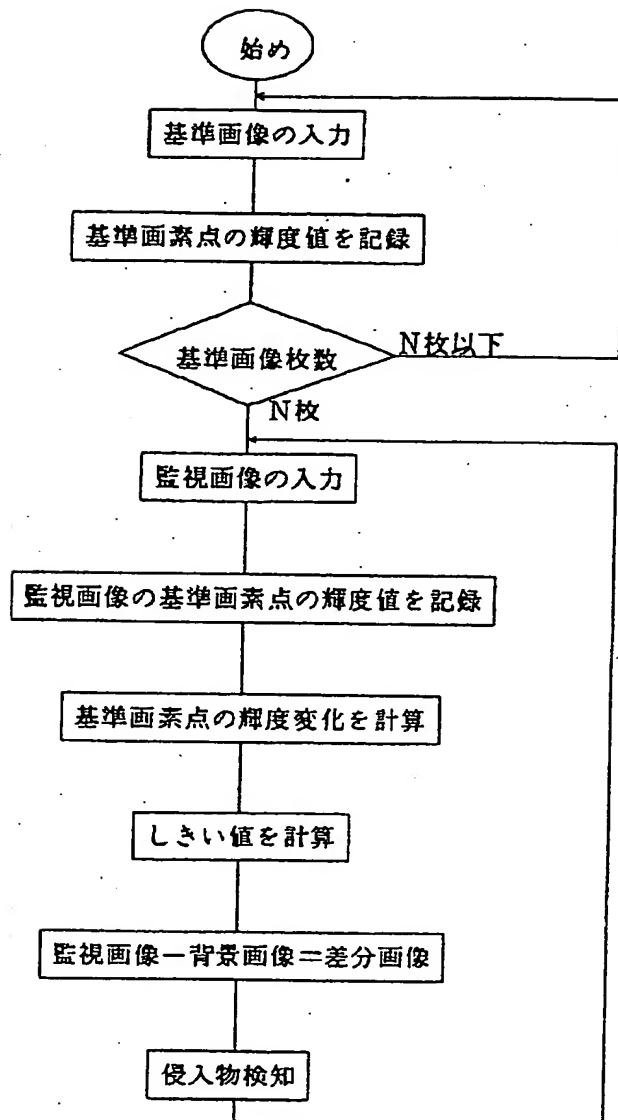 始め
基準画像の入力
基準画素点の輝度値を記録
基準画像枚数
N枚以下
N枚
監視画像の入力
監視画像の基準画素点の輝度値を記録
基準画素点の輝度変化を計算
しきい値を計算
監視画像－背景画像＝差分画像
侵入物検知